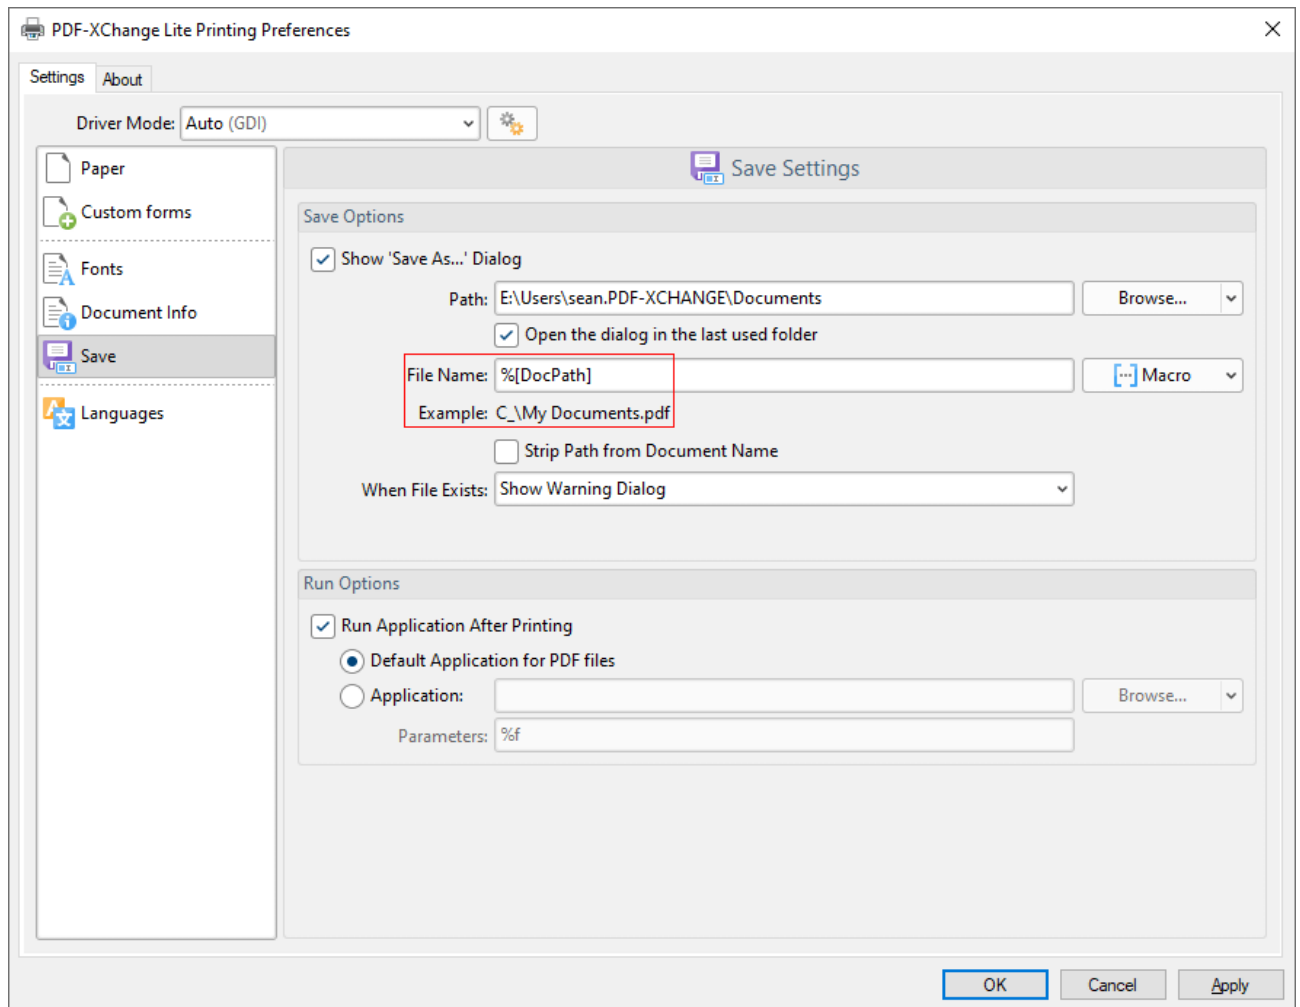 PDF-XChange Lite Printing Preferences
Settings About
Driver Mode: Auto (GDI)
Paper
Custom forms
Fonts
Document Info
Save
Languages
Save Settings
Save Options
Show 'Save As...' Dialog
Path: E:\Users\sean.PDF-XCHANGE\Documents Browse...
Open the dialog in the last used folder
File Name: %[DocPath] Macro
Example: C_\My Documents.pdf
Strip Path from Document Name
When File Exists: Show Warning Dialog
Run Options
Run Application After Printing
Default Application for PDF files
Application: Browse...
Parameters: %f
OK Cancel Apply